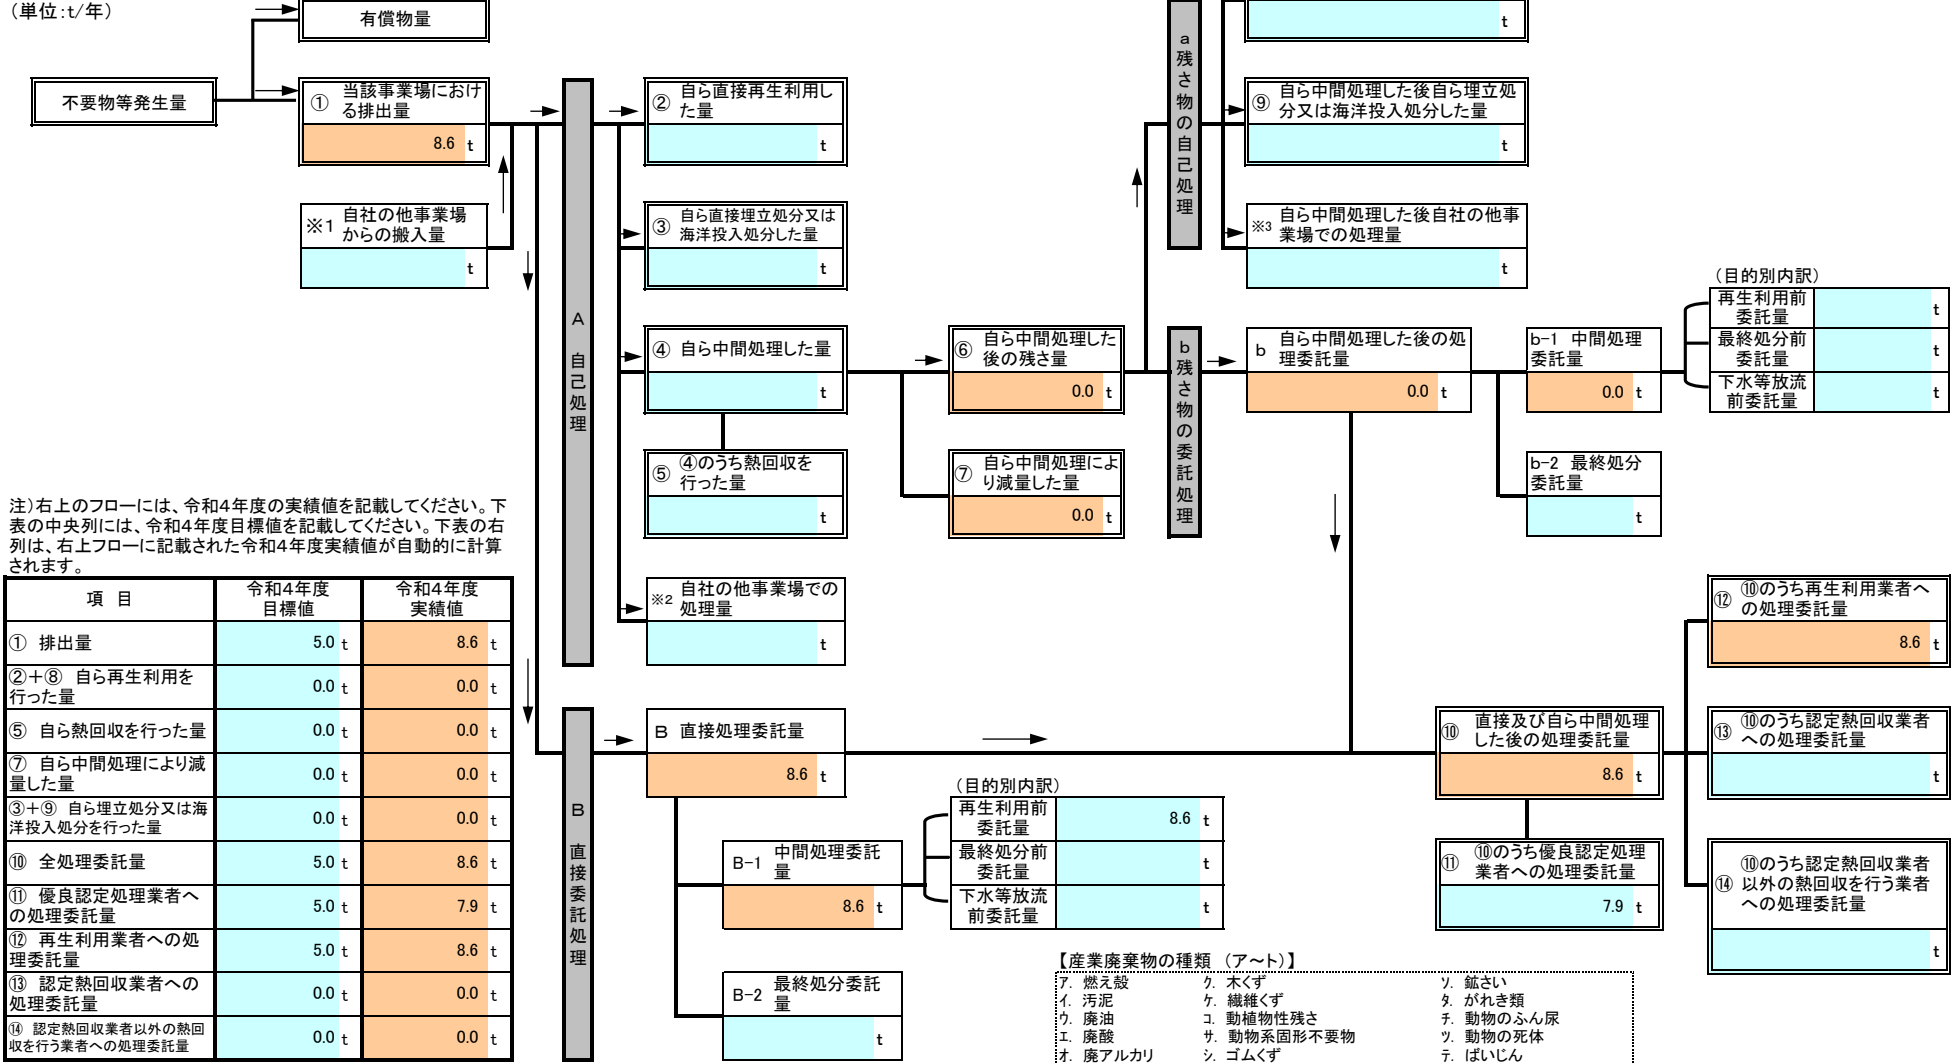 （単位:t/年）
有償物量
不要物等発生量
① 当該事業場におけ
る排出量
8.6 t
※1 自社の他事業場
からの搬入量
t
A 自己処理
② 自ら直接再生利用し
た量
t
③ 自ら直接埋立処分又は
海洋投入処分した量
t
④ 自ら中間処理した量
t
⑤ ④のうち熱回収を
行った量
t
※2 自社の他事業場での
処理量
t
⑥ 自ら中間処理した
後の残さ量
0.0 t
⑦ 自ら中間処理によ
り減量した量
0.0 t
a残さ物の自己処理
t
⑨ 自ら中間処理した後自ら埋立処
分又は海洋投入処分した量
t
※3 自ら中間処理した後自社の他事
業場での処理量
t
b残さ物の委託処理
b 自ら中間処理した後の処
理委託量
0.0 t
b-1 中間処理
委託量
0.0 t
（目的別内訳）
再生利用前
委託量 t
最終処分前
委託量 t
下水等放流
前委託量 t
b-2 最終処分
委託量
t
注）右上のフローには、令和4年度の実績値を記載してください。下
表の中央列には、令和4年度目標値を記載してください。下表の右
列は、右上フローに記載された令和4年度実績値が自動的に計算
されます。
項 目 令和4年度 目標値 令和4年度 実績値
① 排出量 5.0 t 8.6 t
②+⑧ 自ら再生利用を
行った量 0.0 t 0.0 t
⑤ 自ら熱回収を行った量 0.0 t 0.0 t
⑦ 自ら中間処理により減
量した量 0.0 t 0.0 t
③+⑨ 自ら埋立処分又は海
洋投入処分を行った量 0.0 t 0.0 t
⑩ 全処理委託量 5.0 t 8.6 t
⑪ 優良認定処理業者へ
の処理委託量 5.0 t 7.9 t
⑫ 再生利用業者への処
理委託量 5.0 t 8.6 t
⑬ 認定熱回収業者への
処理委託量 0.0 t 0.0 t
⑭ 認定熱回収業者以外の熱回
収を行う業者への処理委託量 0.0 t 0.0 t
B 直接委託処理
B 直接処理委託量
8.6 t
B-1 中間処理委託
量
8.6 t
（目的別内訳）
再生利用前
委託量 8.6 t
最終処分前
委託量 t
下水等放流
前委託量 t
B-2 最終処分委託
量
t
⑩ 直接及び自ら中間処理
した後の処理委託量
8.6 t
⑪ ⑩のうち優良認定処理
業者への処理委託量
7.9 t
⑫ ⑩のうち再生利用業者へ
の処理委託量
8.6 t
⑬ ⑩のうち認定熱回収業者
への処理委託量
t
⑭ ⑩のうち認定熱回収業者
以外の熱回収を行う業者
への処理委託量
t
【産業廃棄物の種類 （ア～ト）】
ア. 燃え殻 ク. 木くず ソ. 鉱さい
イ. 汚泥 ケ. 繊維くず タ. がれき類
ウ. 廃油 コ. 動植物性残さ チ. 動物のふん尿
エ. 廃酸 サ. 動物系固形不要物 ツ. 動物の死体
オ. 廃アルカリ シ. ゴムくず テ. ばいじん